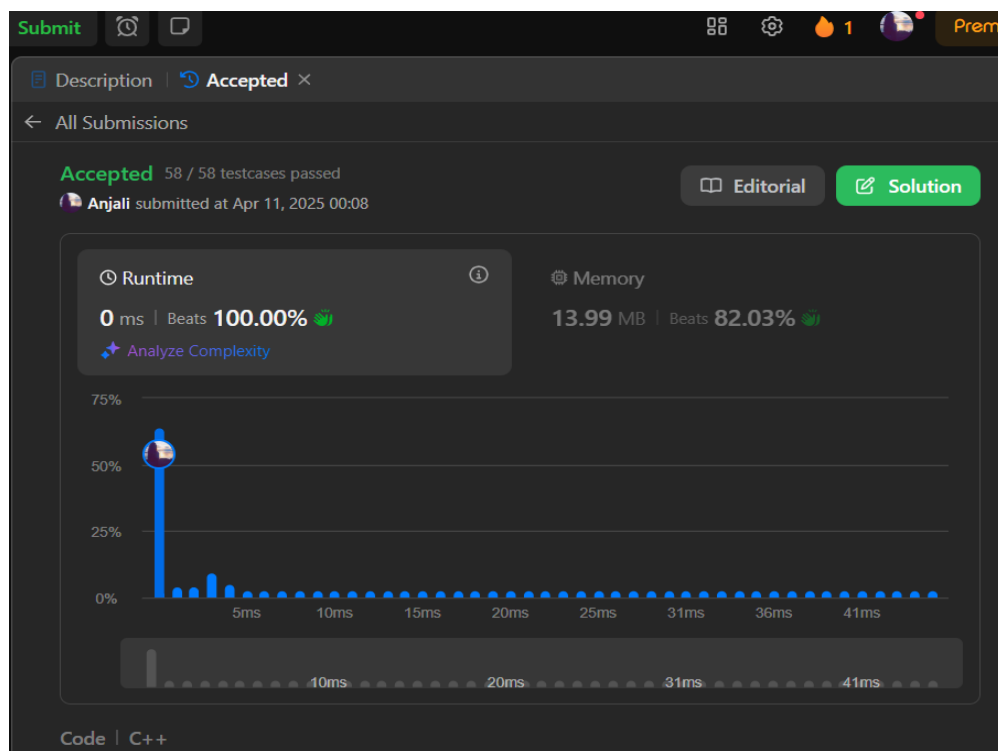 Submit 1 Prem
Description Accepted
All Submissions
Accepted 58 / 58 testcases passed
Editorial Solution
Anjali submitted at Apr 11, 2025 00:08
Runtime Memory
0 ms | Beats 100.00% 13.99 MB | Beats 82.03%
Analyze Complexity
75%
50%
25%
0%
5ms 10ms 15ms 20ms 25ms 31ms 36ms 41ms
10ms 20ms 31ms 41ms
Code | C++